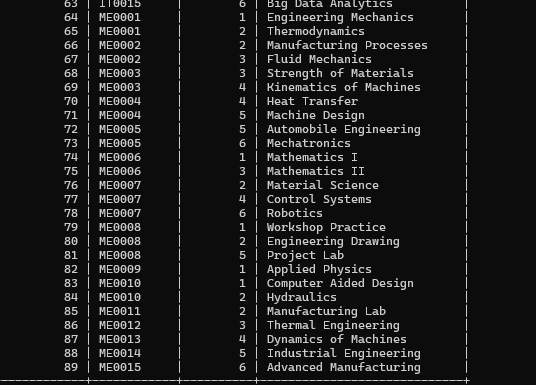 63 | IT0015 | 6 | Big Data Analytics |
64 | ME0001 | 1 | Engineering Mechanics |
65 | ME0001 | 2 | Thermodynamics |
66 | ME0002 | 2 | Manufacturing Processes |
67 | ME0002 | 3 | Fluid Mechanics |
68 | ME0003 | 3 | Strength of Materials |
69 | ME0003 | 4 | Kinematics of Machines |
70 | ME0004 | 4 | Heat Transfer |
71 | ME0004 | 5 | Machine Design |
72 | ME0005 | 5 | Automobile Engineering |
73 | ME0005 | 6 | Mechatronics |
74 | ME0006 | 1 | Mathematics I |
75 | ME0006 | 3 | Mathematics II |
76 | ME0007 | 2 | Material Science |
77 | ME0007 | 4 | Control Systems |
78 | ME0007 | 6 | Robotics |
79 | ME0008 | 1 | Workshop Practice |
80 | ME0008 | 2 | Engineering Drawing |
81 | ME0008 | 5 | Project Lab |
82 | ME0009 | 1 | Applied Physics |
83 | ME0010 | 1 | Computer Aided Design |
84 | ME0010 | 2 | Hydraulics |
85 | ME0011 | 2 | Manufacturing Lab |
86 | ME0012 | 3 | Thermal Engineering |
87 | ME0013 | 4 | Dynamics of Machines |
88 | ME0014 | 5 | Industrial Engineering |
89 | ME0015 | 6 | Advanced Manufacturing |